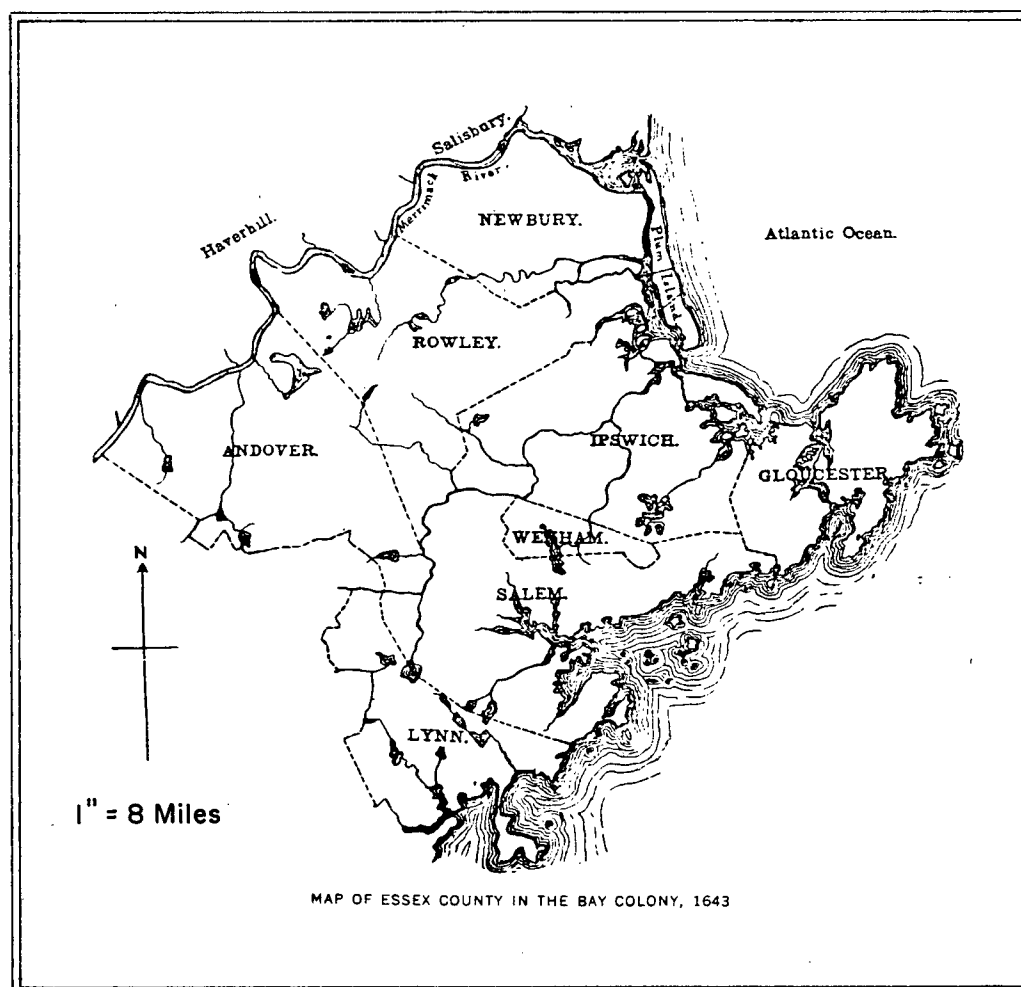 Salisbury.
Merrimack River.
Haverhill.
NEWBURY.
Plum Island
Atlantic Ocean.
ROWLEY.
ANDOVER.
IPSWICH.
GLOUCESTER.
WENHAM.
N
SALEM.
LYNN.
1" = 8 Miles
MAP OF ESSEX COUNTY IN THE BAY COLONY, 1643